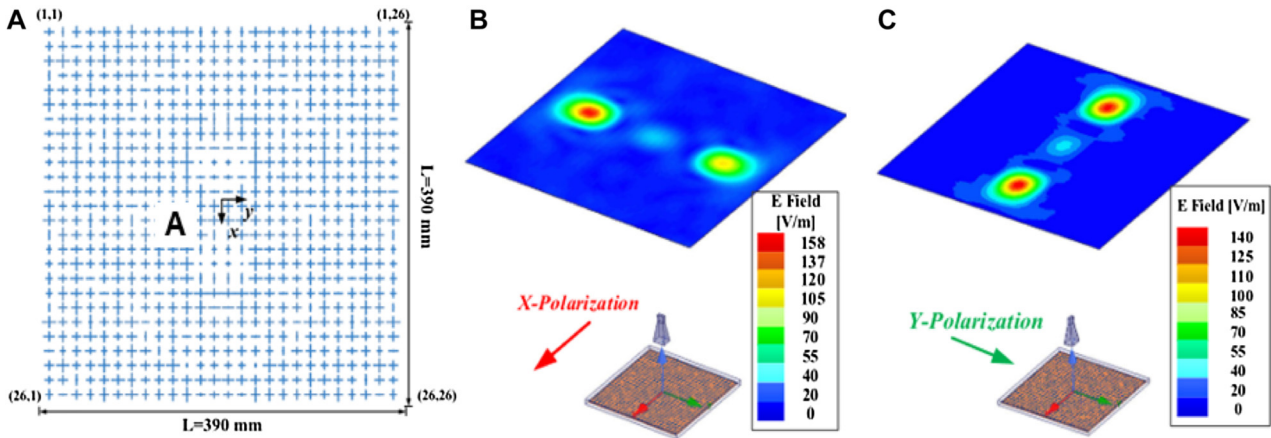 A
(1,1)
(1,26)
A
y
x
L=390 mm
(26,1)
(26,26)
L=390 mm
B
X-Polarization
E Field
[V/m]
158
137
120
105
90
70
55
40
20
0
C
Y-Polarization
E Field [V/m]
140
125
110
100
85
70
55
40
20
0